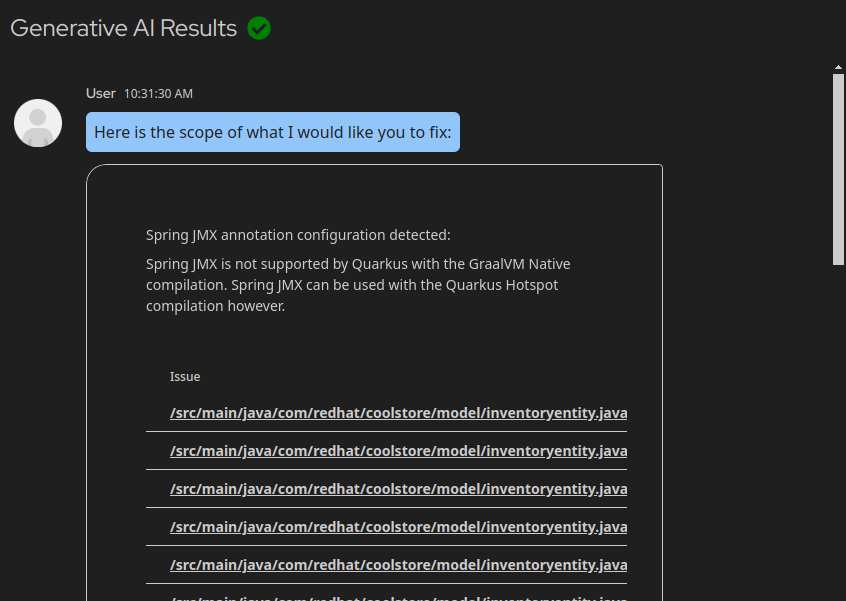 Generative AI Results
User 10:31:30 AM
Here is the scope of what I would like you to fix:
Spring JMX annotation configuration detected:
Spring JMX is not supported by Quarkus with the GraalVM Native
compilation. Spring JMX can be used with the Quarkus Hotspot
compilation however.
Issue
/src/main/java/com/redhat/coolstore/model/inventoryentity.java
/src/main/java/com/redhat/coolstore/model/inventoryentity.java
/src/main/java/com/redhat/coolstore/model/inventoryentity.java
/src/main/java/com/redhat/coolstore/model/inventoryentity.java
/src/main/java/com/redhat/coolstore/model/inventoryentity.java